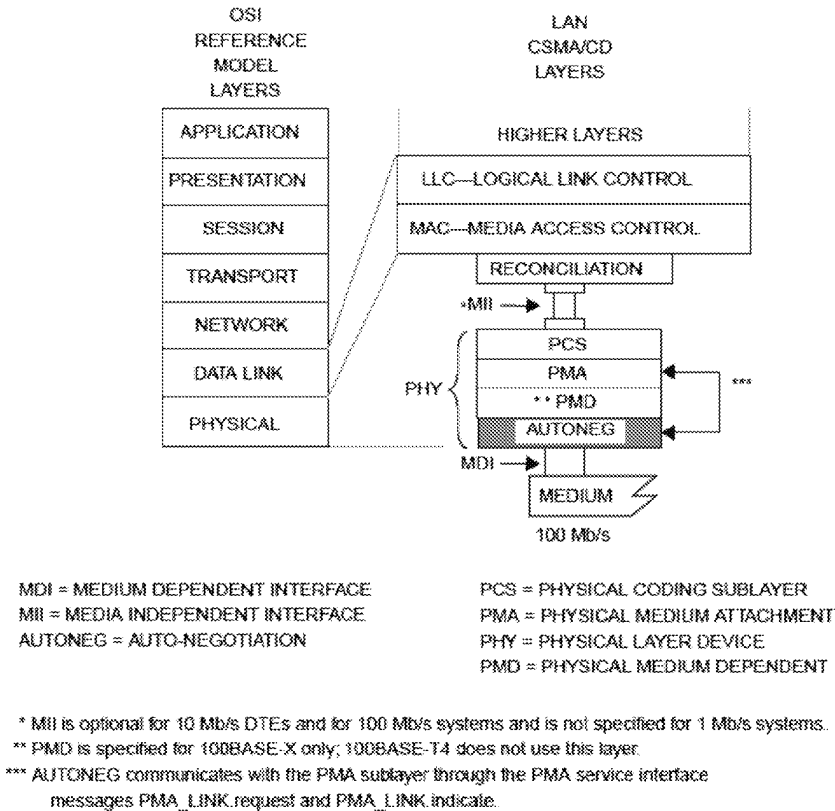 OSI
REFERENCE
MODEL
LAYERS
LAN
CSMA/CD
LAYERS
APPLICATION
PRESENTATION
SESSION
TRANSPORT
NETWORK
DATA LINK
PHYSICAL
HIGHER LAYERS
LLC—LOGICAL LINK CONTROL
MAC—MEDIA ACCESS CONTROL
RECONCILIATION
*MII
PCS
PMA
** PMD
AUTONEG
PHY
***
MDI
MEDIUM
100 Mb/s
MDI = MEDIUM DEPENDENT INTERFACE
MII = MEDIA INDEPENDENT INTERFACE
AUTONEG = AUTO-NEGOTIATION
PCS = PHYSICAL CODING SUBLAYER
PMA = PHYSICAL MEDIUM ATTACHMENT
PHY = PHYSICAL LAYER DEVICE
PMD = PHYSICAL MEDIUM DEPENDENT
* MII is optional for 10 Mb/s DTEs and for 100 Mb/s systems and is not specified for 1 Mb/s systems.
** PMD is specified for 100BASE-X only; 100BASE-T4 does not use this layer.
*** AUTONEG communicates with the PMA sublayer through the PMA service interface
messages PMA_LINK.request and PMA_LINK.indicate.